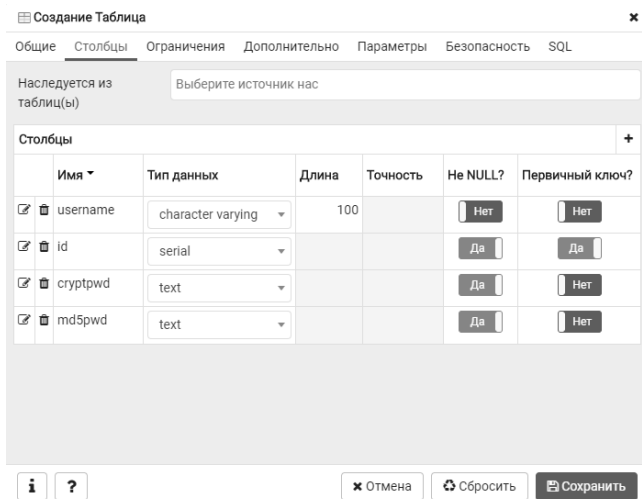 Создание Таблица
Общие Столбцы Ограничения Дополнительно Параметры Безопасность SQL
Наследуется из таблиц(ы) Выберите источник нас
Столбцы +
Имя Тип данных Длина Точность Не NULL? Первичный ключ?
username character varying 100 Нет Нет
id serial Да Да
cryptpwd text Да Нет
md5pwd text Да Нет
i ? Отмена Сбросить Сохранить